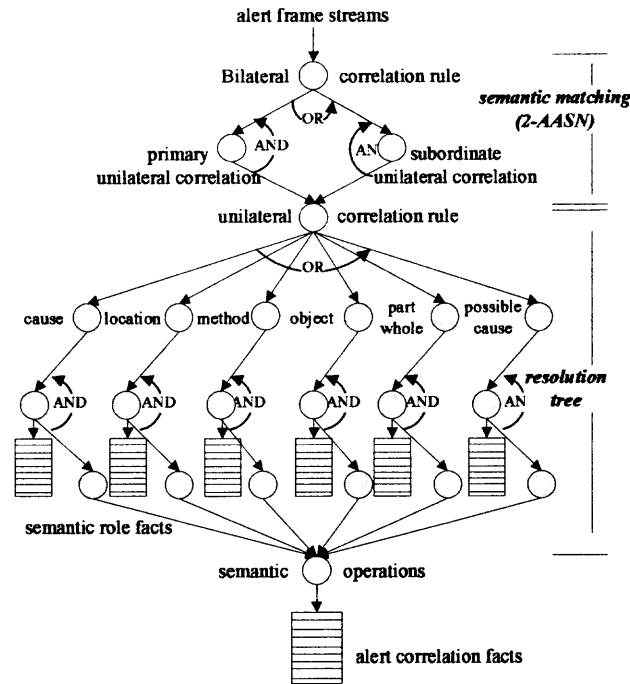 alert frame streams
Bilateral correlation rule
semantic matching
(2-AASN)
OR
AND
AN
primary
unilateral correlation
subordinate
unilateral correlation
unilateral correlation rule
OR
cause location method object part whole possible cause
resolution
tree
AND AND AND AND AND AN
semantic role facts
semantic operations
alert correlation facts